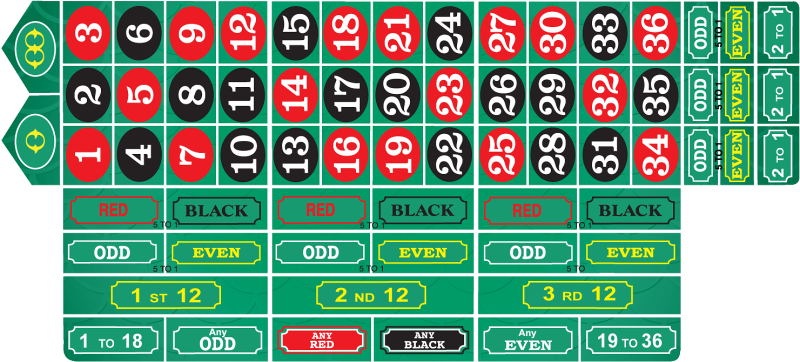 00 3 6 9 12 15 18 21 24 27 30 33 36 ODD 5 TO 1 EVEN 2 TO 1
2 5 8 11 14 17 20 23 26 29 32 35 ODD 5 TO 1 EVEN 2 TO 1
0 1 4 7 10 13 16 19 22 25 28 31 34 ODD 5 TO 1 EVEN 2 TO 1
RED BLACK RED BLACK RED BLACK
5 TO 1 5 TO 1 5 TO 1
ODD EVEN ODD EVEN ODD EVEN
5 TO 1 5 TO 1 5 TO 1
1 ST 12 2 ND 12 3 RD 12
1 TO 18 Any ODD ANY RED ANY BLACK Any EVEN 19 TO 36